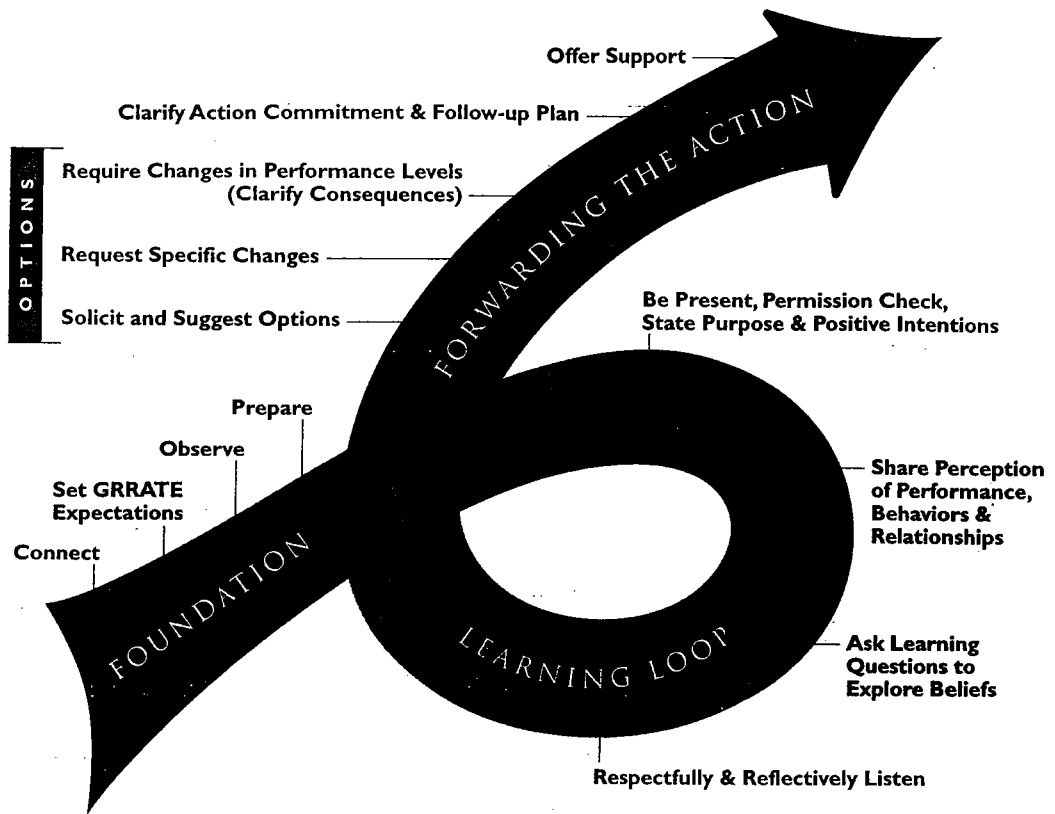 Offer Support
Clarify Action Commitment & Follow-up Plan
OPTIONS
Require Changes in Performance Levels
(Clarify Consequences)
Request Specific Changes
Solicit and Suggest Options
FORWARDING THE ACTION
Be Present, Permission Check,
State Purpose & Positive Intentions
Prepare
Observe
Set GRRATE
Expectations
Connect
FOUNDATION
Share Perception
of Performance,
Behaviors &
Relationships
LEARNING LOOP
Ask Learning
Questions to
Explore Beliefs
Respectfully & Reflectively Listen